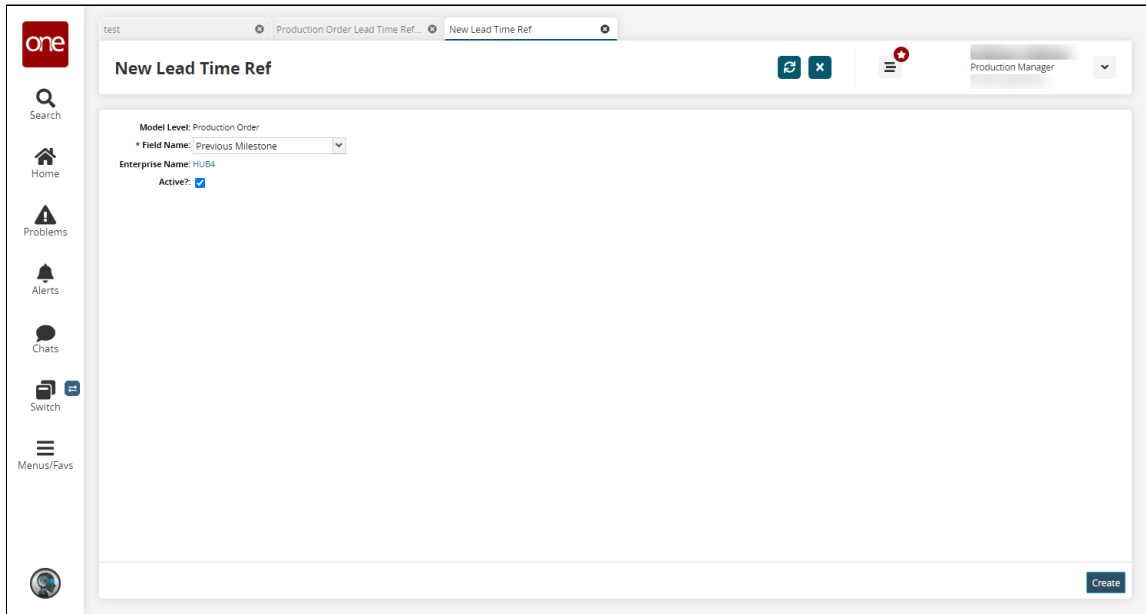 one
test
Production Order Lead Time Ref...
New Lead Time Ref
New Lead Time Ref
Production Manager
Search
Home
Problems
Alerts
Chats
Switch
Menus/Favs
Model Level: Production Order
* Field Name: Previous Milestone
Enterprise Name: HUB4
Active?:
Create